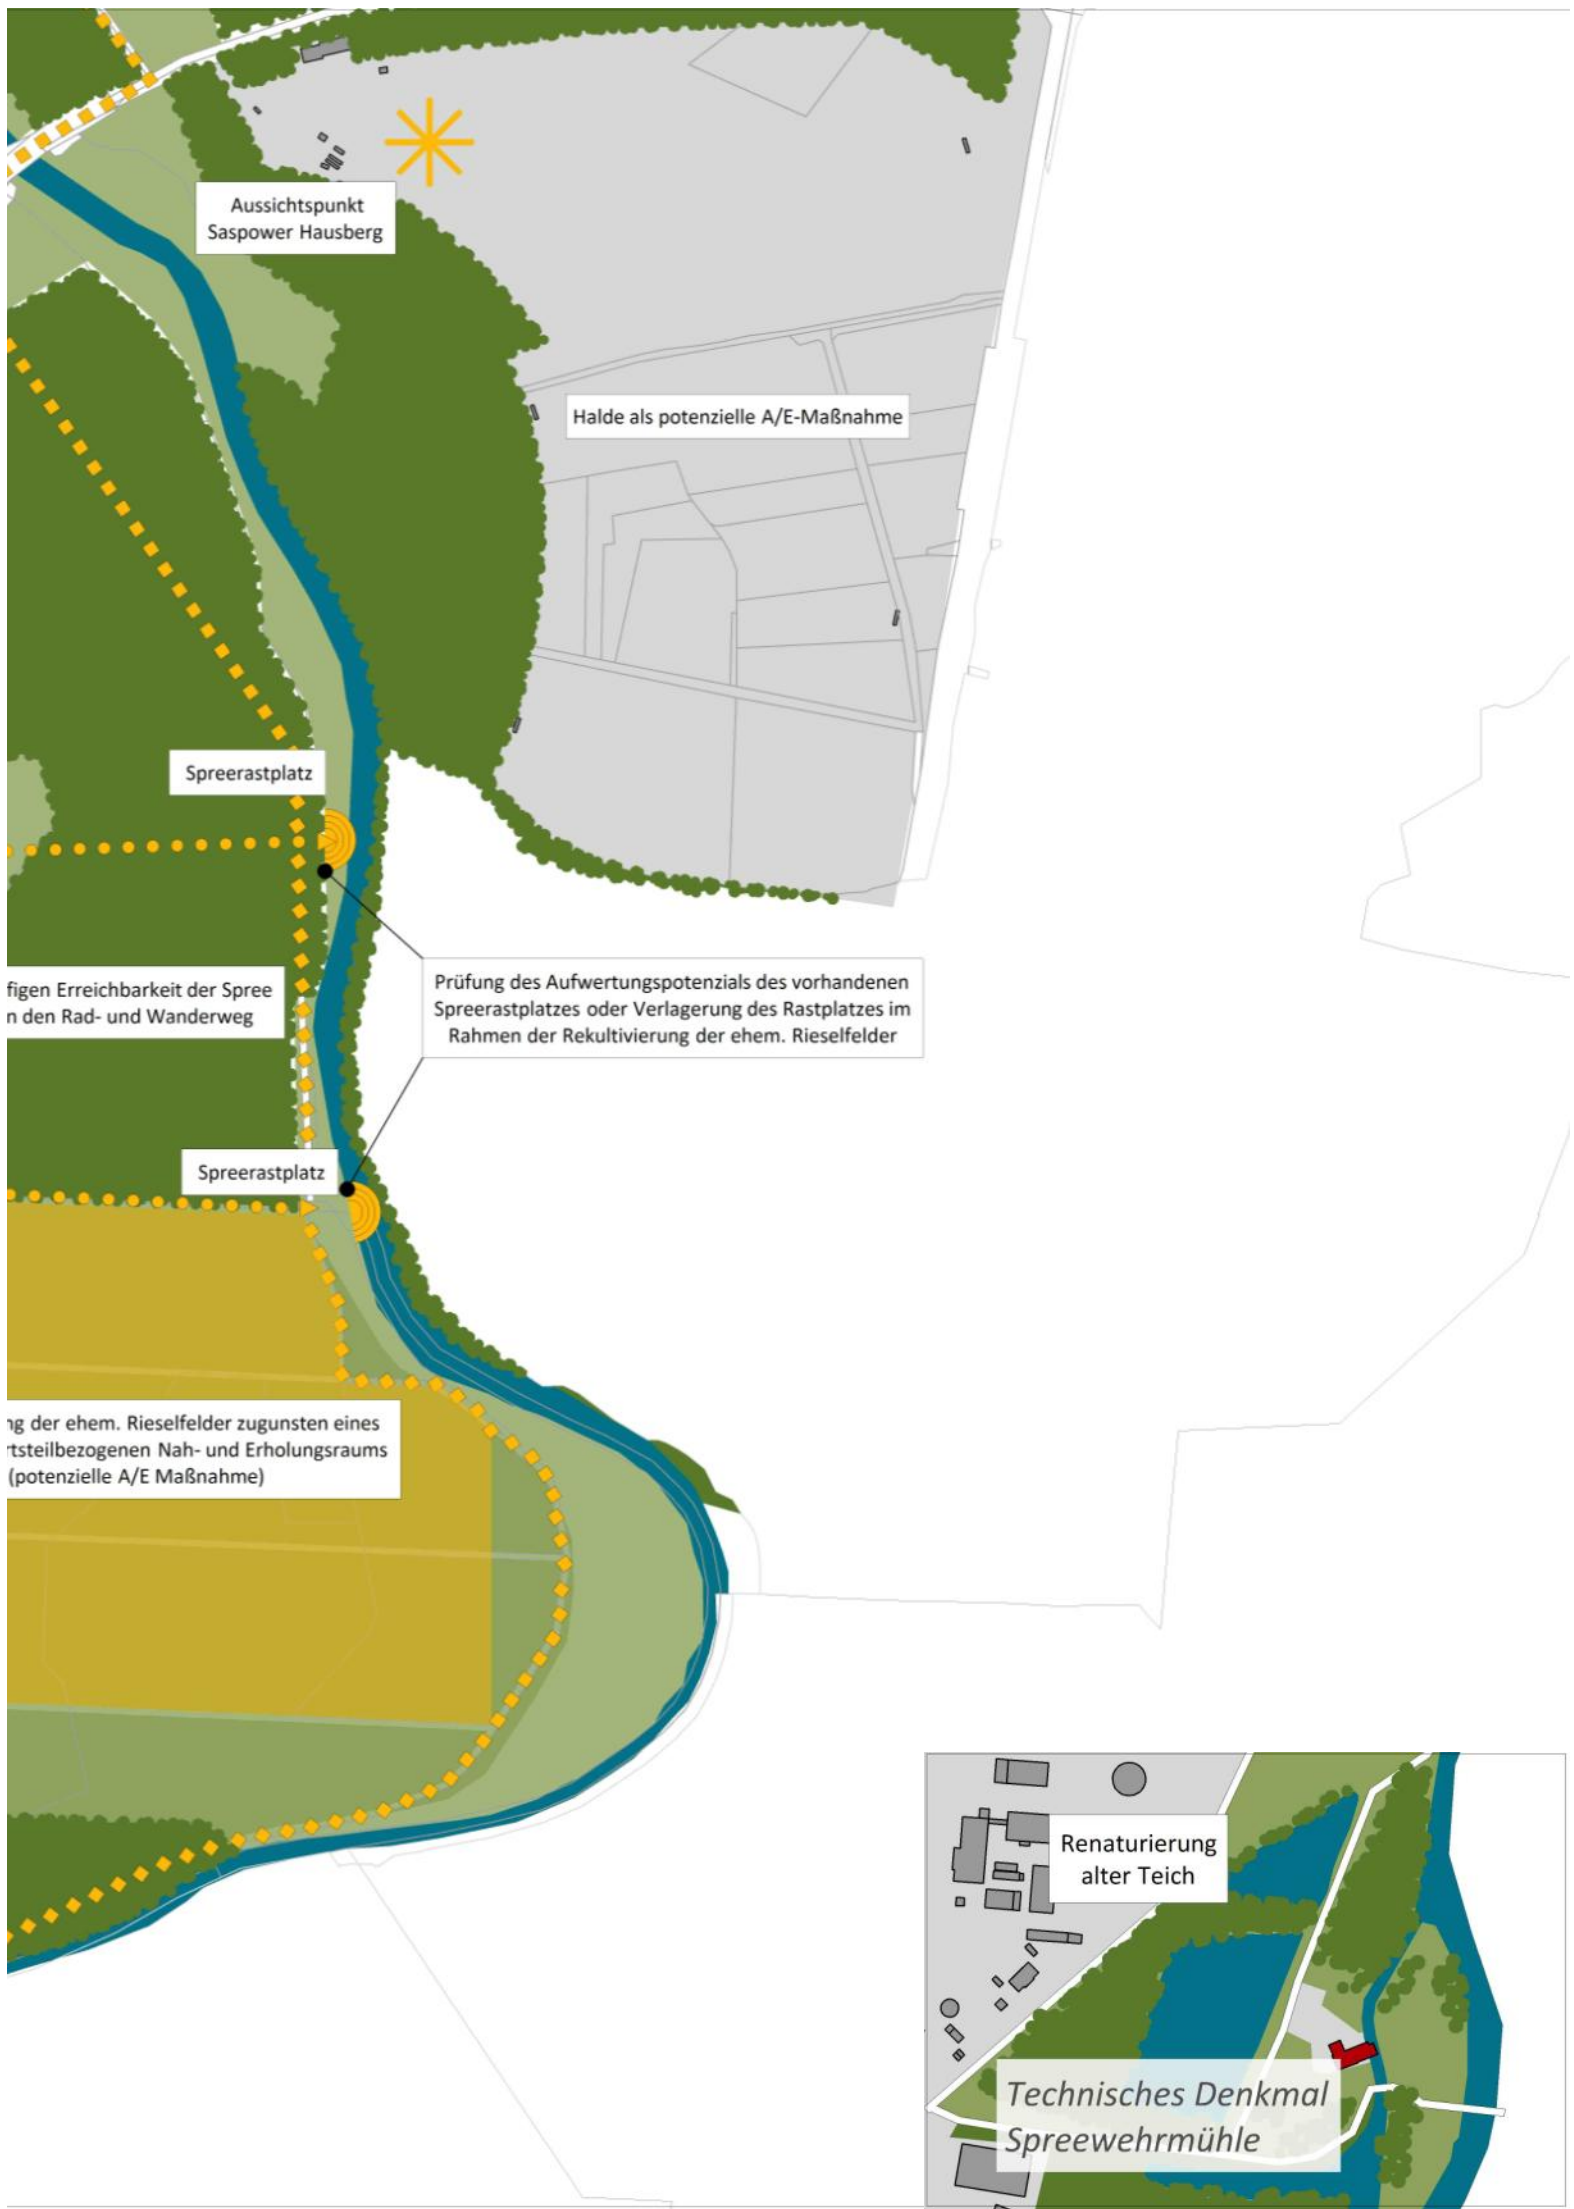 Aussichtspunkt
Saspower Hausberg
Halde als potenzielle A/E-Maßnahme
Spreerastplatz
Prüfung des Aufwertungspotenzials des vorhandenen
Spreerastplatzes oder Verlagerung des Rastplatzes im
Rahmen der Rekultivierung der ehem. Rieselfelder
figen Erreichbarkeit der Spree
n den Rad- und Wanderweg
Spreerastplatz
ng der ehem. Rieselfelder zugunsten eines
rtsteilbezogenen Nah- und Erholungsraums
(potenzielle A/E Maßnahme)
Renaturierung
alter Teich
Technisches Denkmal
Spreewehrmühle